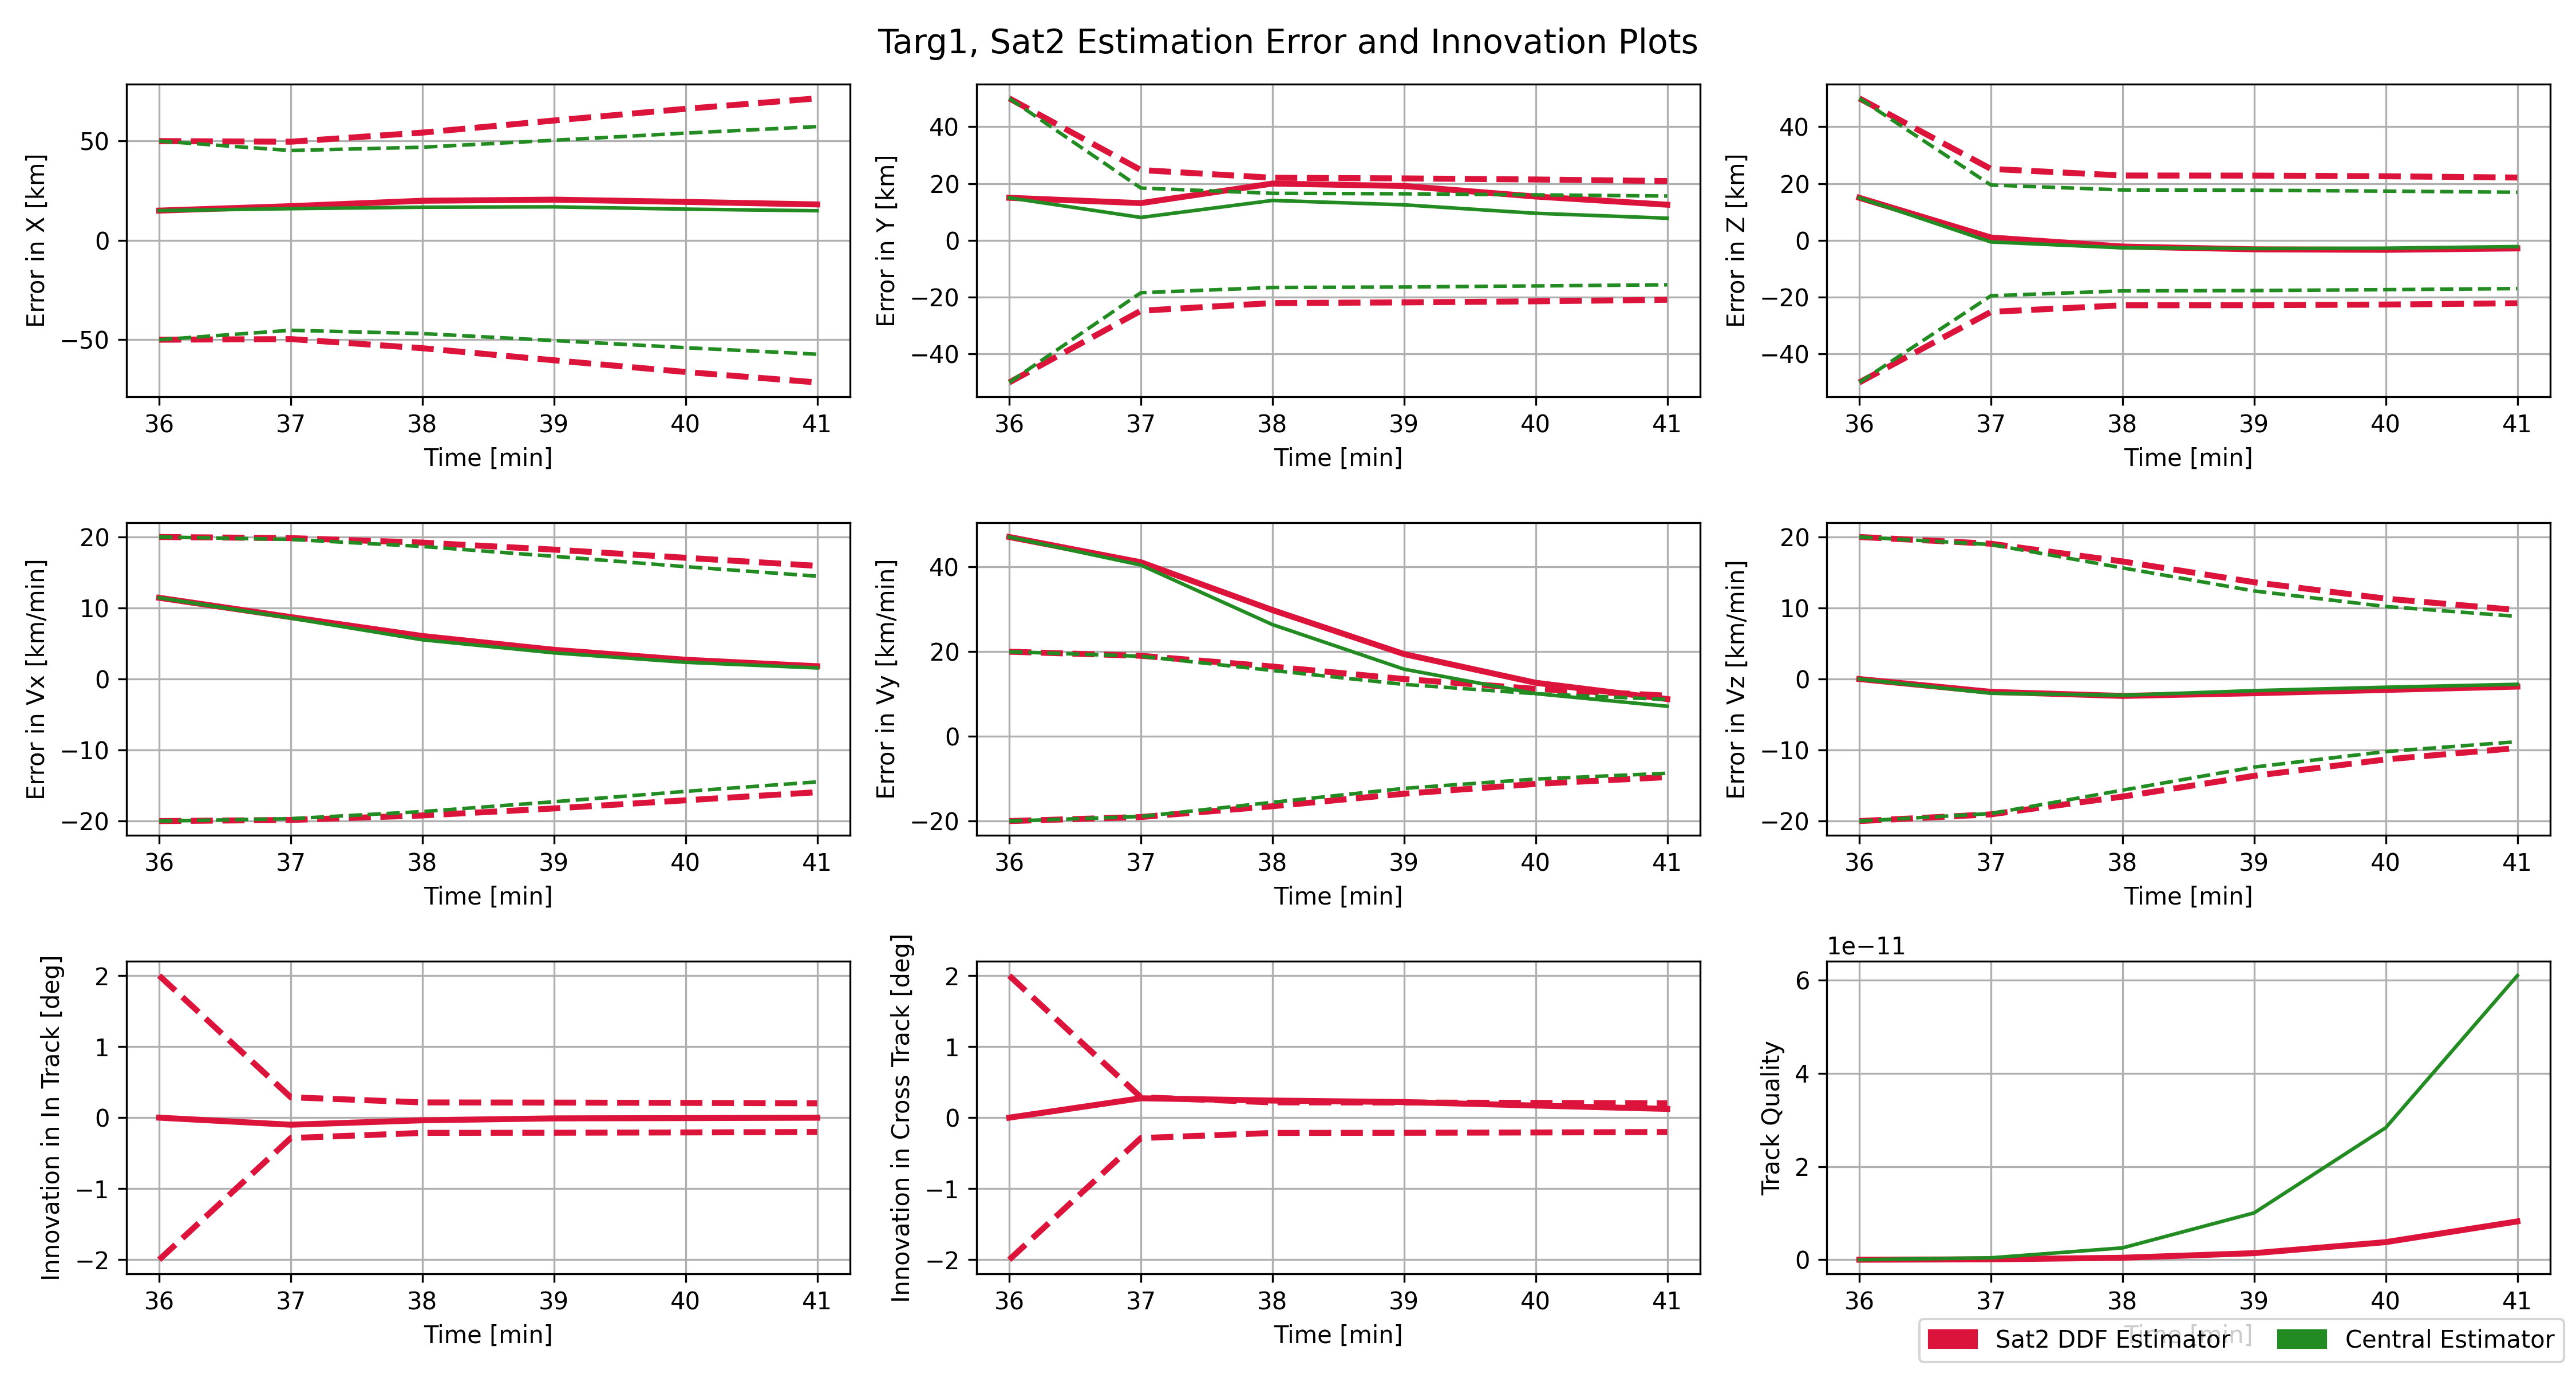 Targ1, Sat2 Estimation Error and Innovation Plots
Error in X [km]
50
0
−50
36 37 38 39 40 41
Time [min]
Error in Y [km]
40
20
0
−20
−40
36 37 38 39 40 41
Time [min]
Error in Z [km]
40
20
0
−20
−40
36 37 38 39 40 41
Time [min]
Error in Vx [km/min]
20
10
0
−10
−20
36 37 38 39 40 41
Time [min]
Error in Vy [km/min]
40
20
0
−20
36 37 38 39 40 41
Time [min]
Error in Vz [km/min]
20
10
0
−10
−20
36 37 38 39 40 41
Time [min]
Innovation in In Track [deg]
2
1
0
−1
−2
36 37 38 39 40 41
Time [min]
Innovation in Cross Track [deg]
2
1
0
−1
−2
36 37 38 39 40 41
Time [min]
1e−11
Track Quality
6
4
2
0
36 37 38 39 40 41
Time [min]
Sat2 DDF Estimator Central Estimator